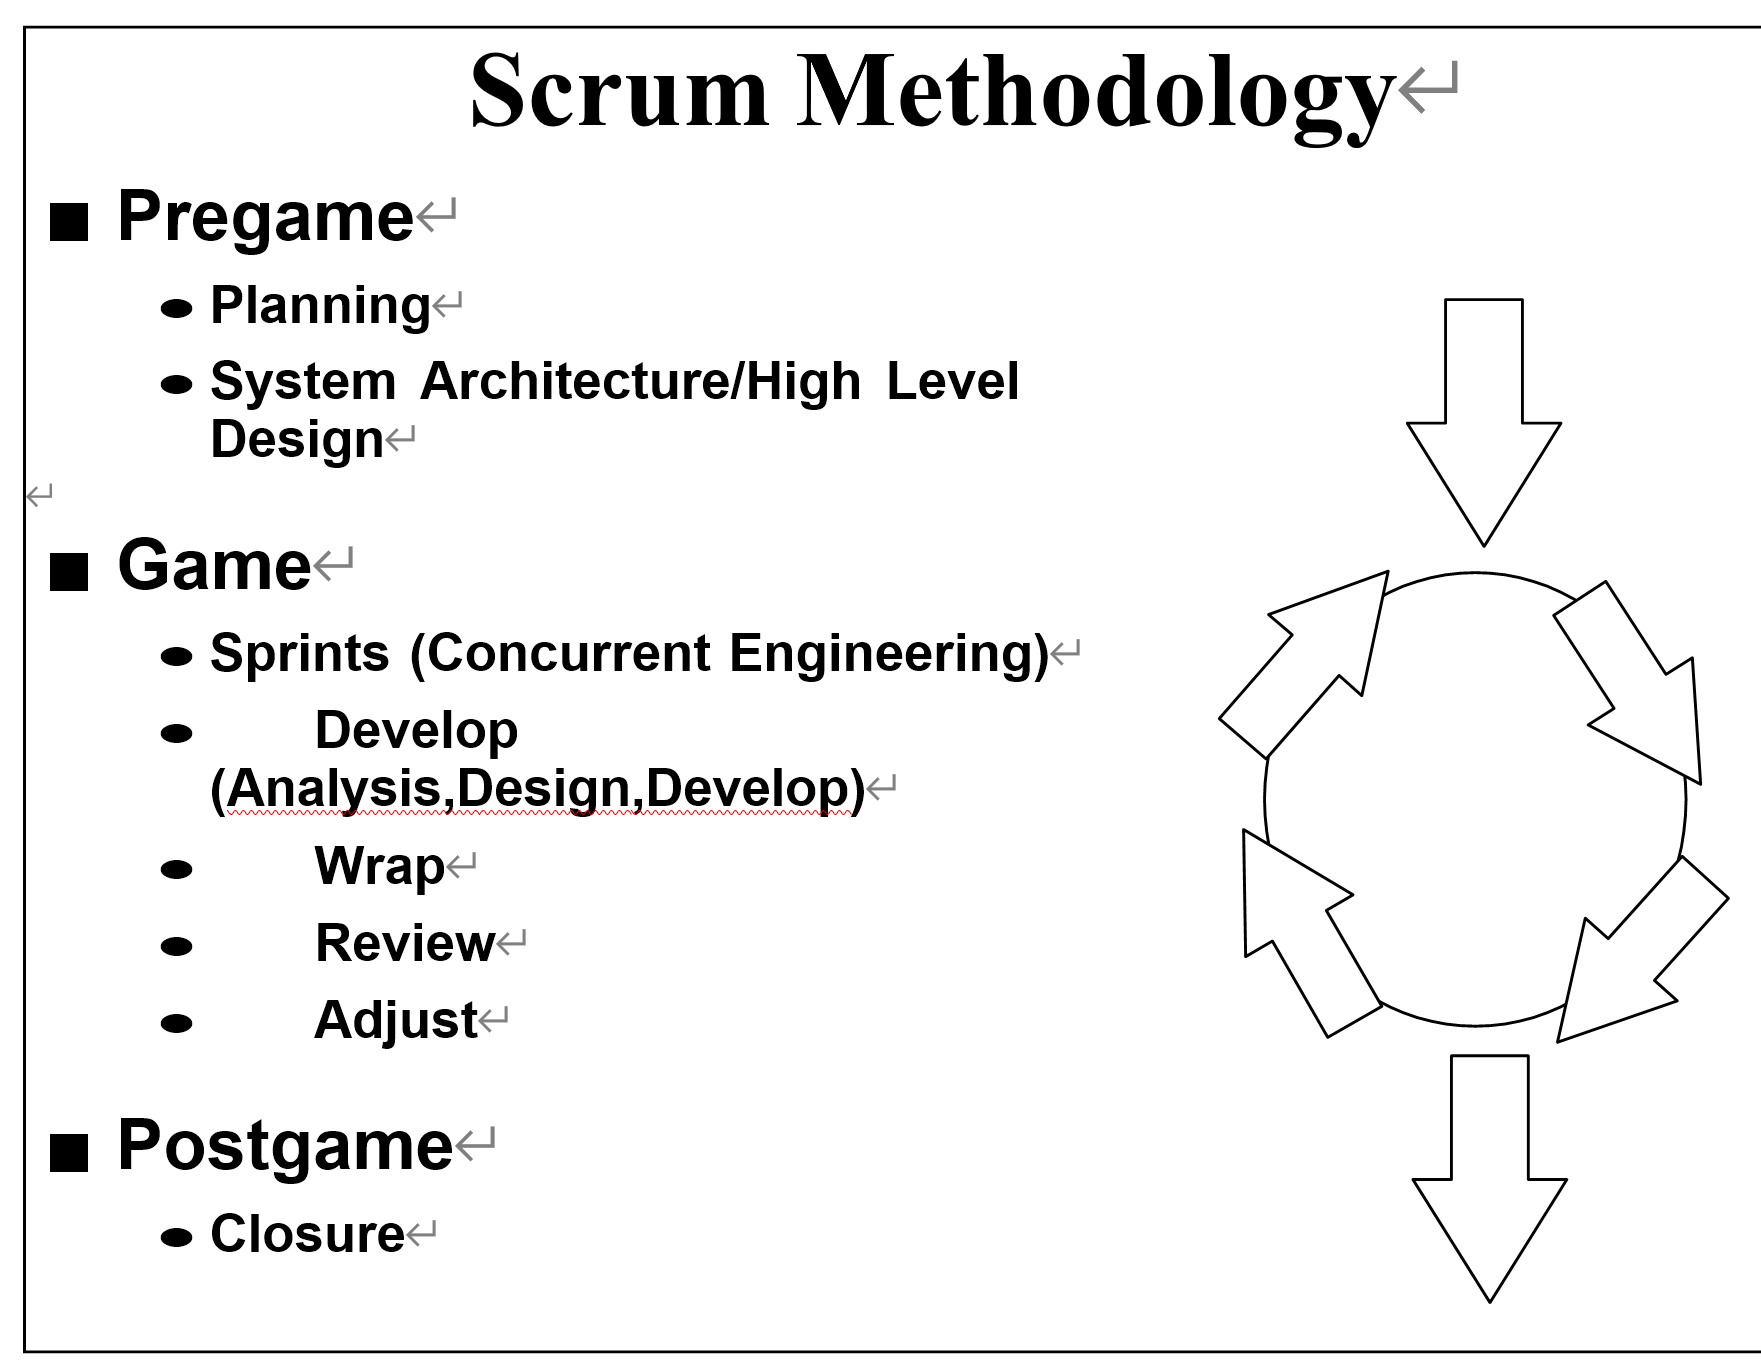 Scrum Methodology
Pregame
Planning
System Architecture/High Level
Design
Game
Sprints (Concurrent Engineering)
Develop
(Analysis,Design,Develop)
Wrap
Review
Adjust
Postgame
Closure